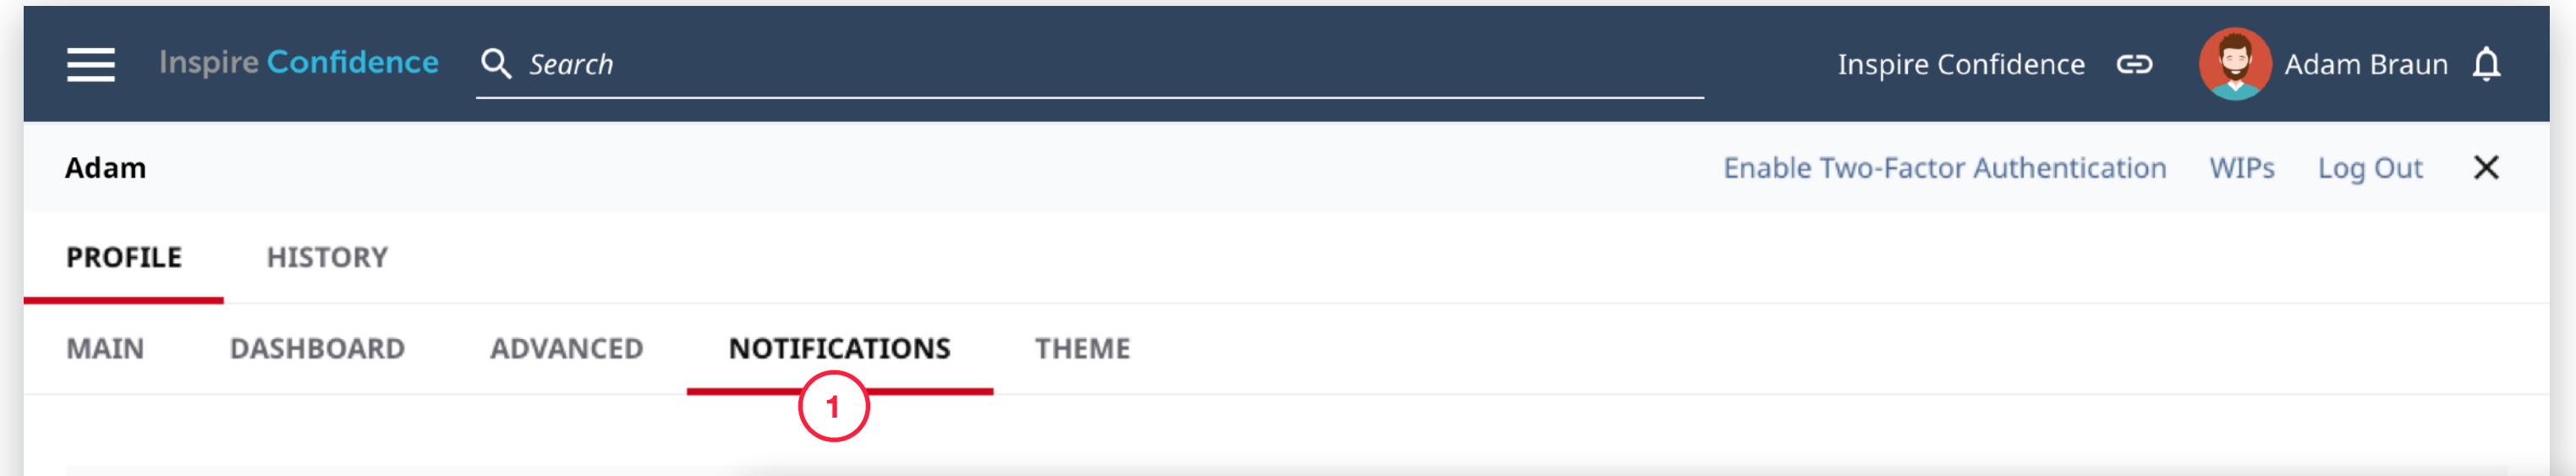 Inspire Confidence Search Inspire Confidence Adam Braun
Adam Enable Two-Factor Authentication WIPs Log Out
PROFILE HISTORY
MAIN DASHBOARD ADVANCED NOTIFICATIONS THEME
1